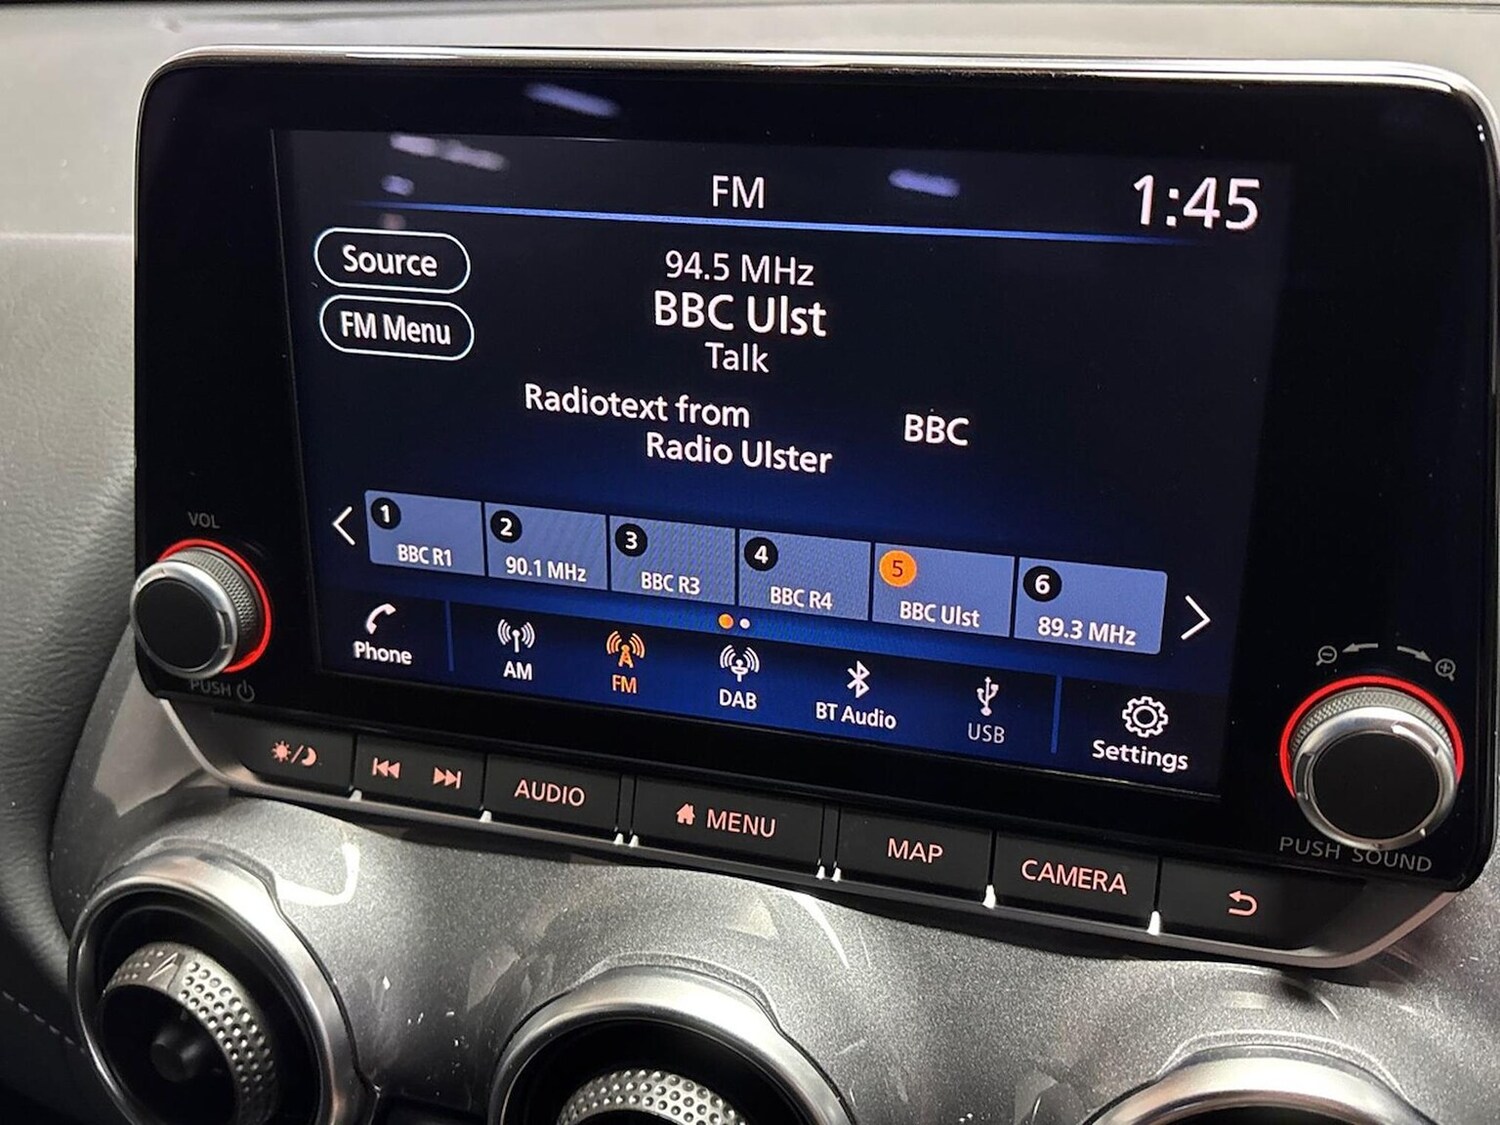 FM
1:45
Source
FM Menu
94.5 MHz
BBC Ulst
Talk
Radiotext from BBC
Radio Ulster
1
BBC R1
2
90.1 MHz
3
BBC R3
4
BBC R4
5
BBC Ulst
6
89.3 MHz
Phone
AM
FM
DAB
BT Audio
USB
Settings
VOL
PUSH
PUSH SOUND
AUDIO
MENU
MAP
CAMERA